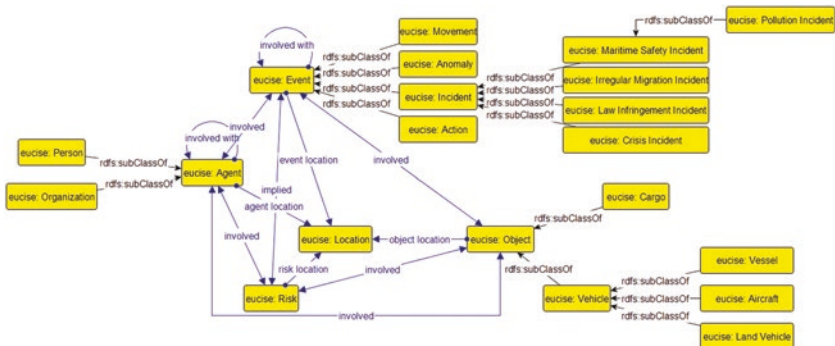 eucise: Pollution Incident
eucise: Movement
involved with
rdfs:subClassOf
rdfs:subClassOf
eucise: Maritime Safety Incident
eucise: Anomaly
eucise: Event
rdfs:subClassOf
rdfs:subClassOf
eucise: Irregular Migration Incident
rdfs:subClassOf
eucise: Incident
rdfs:subClassOf
rdfs:subClassOf
rdfs:subClassOf
eucise: Law Infringement Incident
eucise: Action
rdfs:subClassOf
eucise: Crisis Incident
involved
involved with
eucise: Person
rdfs:subClassOf
event location
involved
eucise: Agent
rdfs:subClassOf
eucise: Organization
implied
agent location
eucise: Cargo
rdfs:subClassOf
involved
eucise: Location
object location
eucise: Object
eucise: Vessel
rdfs:subClassOf
risk location
involved
rdfs:subClassOf
eucise: Risk
eucise: Vehicle
rdfs:subClassOf
eucise: Aircraft
involved
rdfs:subClassOf
eucise: Land Vehicle